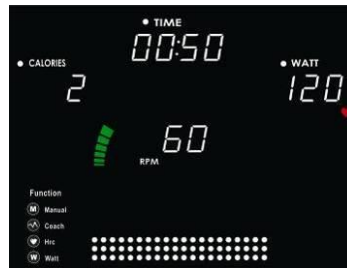 TIME
00:50
CALORIES
WATT
2
120
60
RPM
Function
M Manual
Coach
Hrc
W Watt